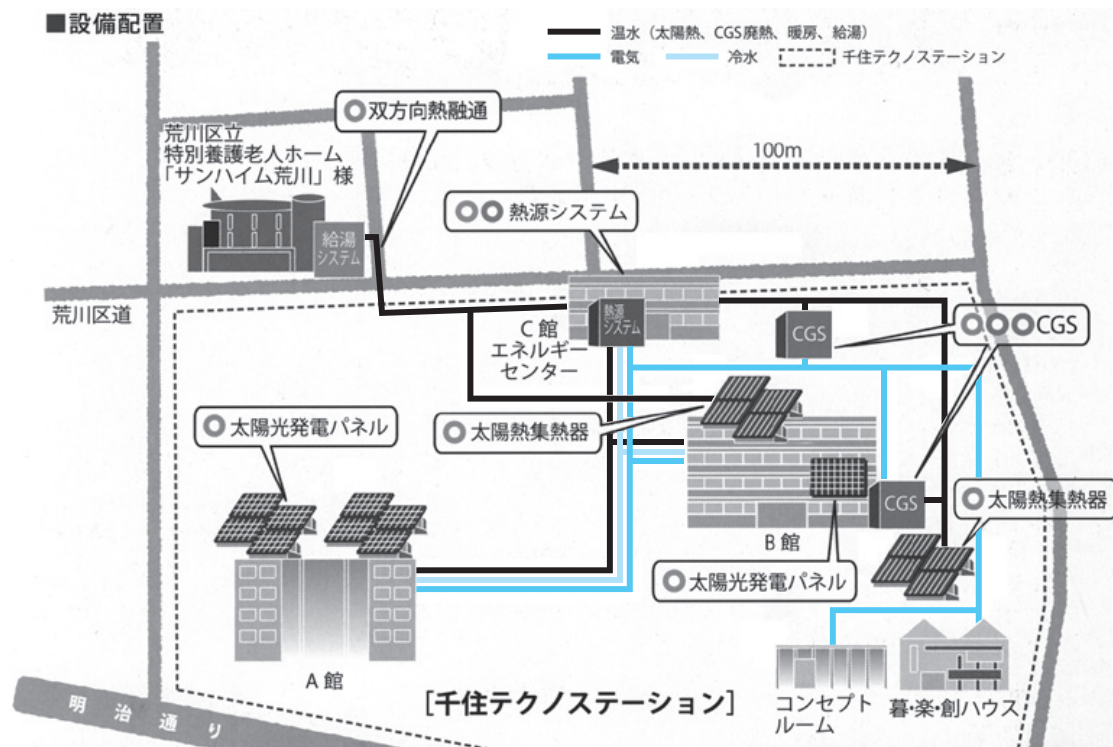 ■設備配置
温水（太陽熱、CGS廃熱、暖房、給湯）
電気
冷水
千住テクノステーション
双方向熱融通
荒川区立
特別養護老人ホーム
「サンハイム荒川」様
100m
給湯
システム
熱源システム
荒川区道
熱源
システム
C館
エネルギー
センター
CGS
CGS
太陽光発電パネル
太陽熱集熱器
CGS
太陽熱集熱器
B館
太陽光発電パネル
A館
[千住テクノステーション]
コンセプト
ルーム
暮・楽・創ハウス
明治通り